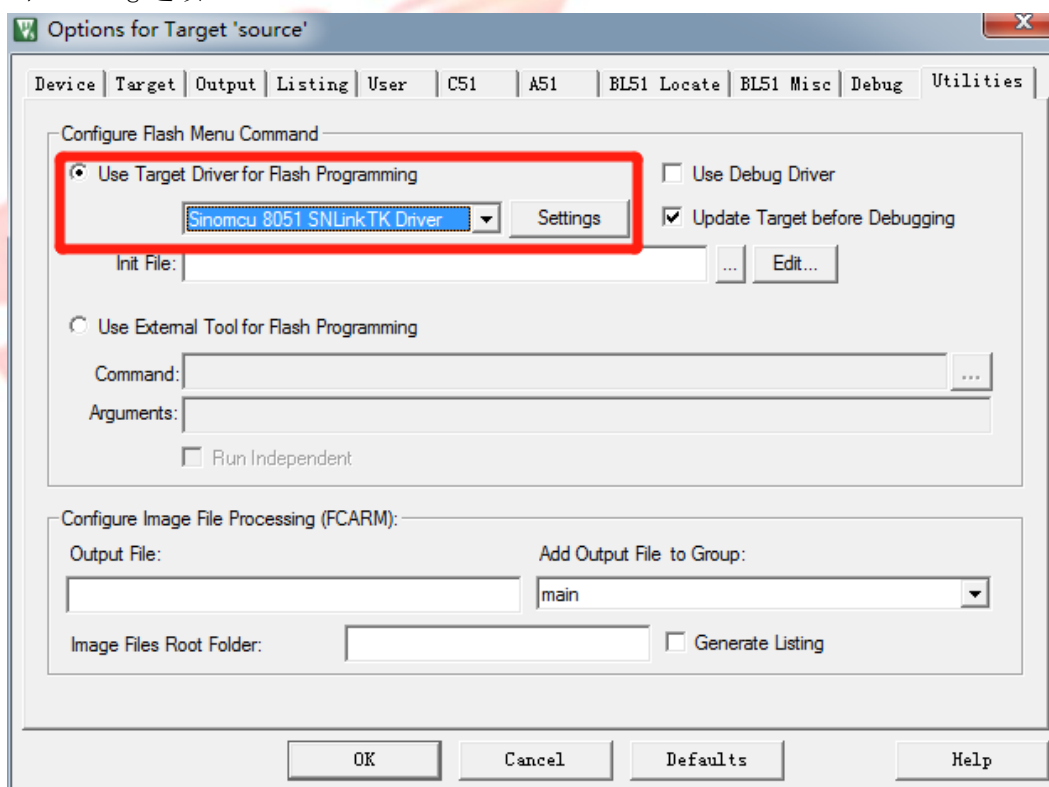 Options for Target 'source'
Device Target Output Listing User C51 A51 BL51 Locate BL51 Misc Debug Utilities
Configure Flash Menu Command
Use Target Driver for Flash Programming Use Debug Driver
Sinomcu 8051 SNLinkTK Driver Settings Update Target before Debugging
Init File: ... Edit...
Use External Tool for Flash Programming
Command: ...
Arguments:
Run Independent
Configure Image File Processing (FCARM):
Output File: Add Output File to Group:
main
Image Files Root Folder: Generate Listing
OK Cancel Defaults Help